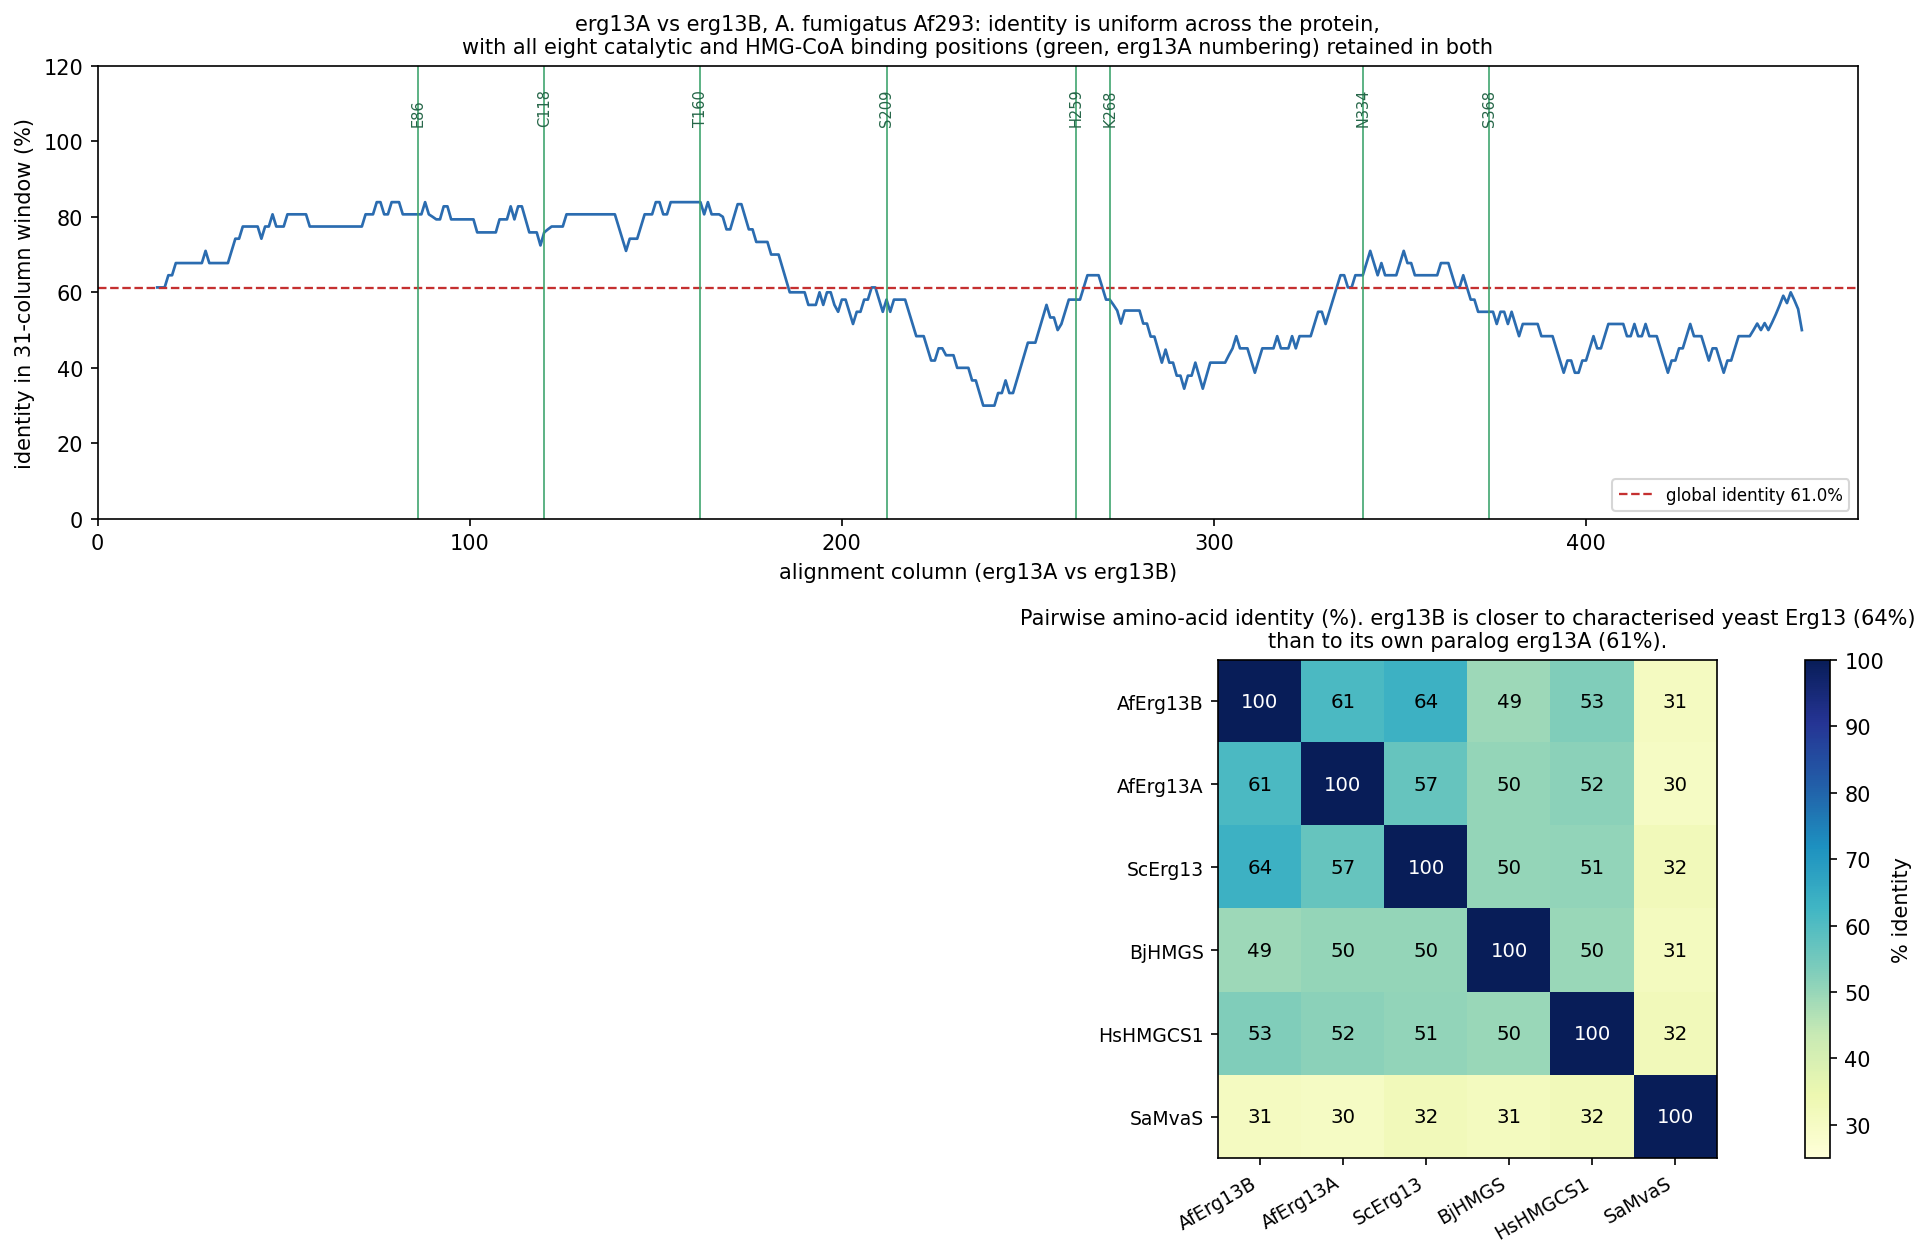 erg13A vs erg13B, A. fumigatus Af293: identity is uniform across the protein,
with all eight catalytic and HMG-CoA binding positions (green, erg13A numbering) retained in both
identity in 31-column window (%)
120
100
80
60
40
20
0
E86
C118
T160
S209
H259
K268
N334
S368
global identity 61.0%
0
100
200
300
400
alignment column (erg13A vs erg13B)
Pairwise amino-acid identity (%). erg13B is closer to characterised yeast Erg13 (64%)
than to its own paralog erg13A (61%).
AfErg13B 100 61 64 49 53 31
AfErg13A 61 100 57 50 52 30
ScErg13 64 57 100 50 51 32
BjHMGS 49 50 50 100 50 31
HsHMGCS1 53 52 51 50 100 32
SaMvaS 31 30 32 31 32 100
AfErg13B
AfErg13A
ScErg13
BjHMGS
HsHMGCS1
SaMvaS
100
90
80
70
60
50
40
30
% identity